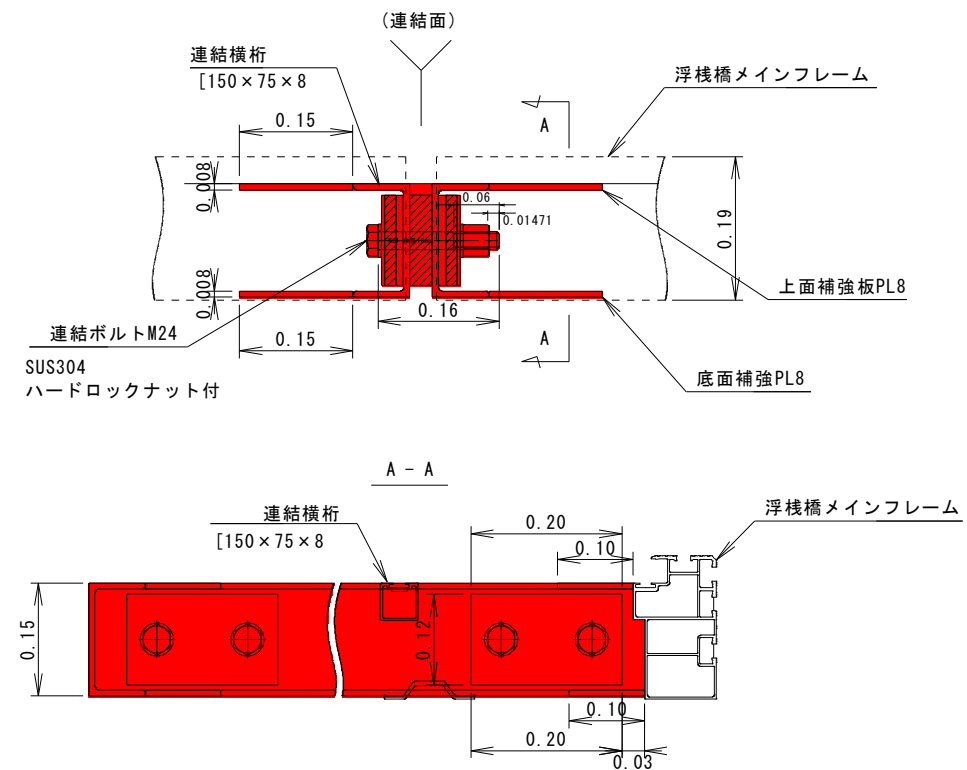 (連結面)
連結横桁
[150×75×8
浮桟橋メインフレーム
0.15
A
0.008
0.06
0.01471
0.19
0.008
0.16
上面補強板PL8
連結ボルトM24
0.15
A
SUS304
ハードロックナット付
底面補強PL8
A - A
連結横桁
[150×75×8
浮桟橋メインフレーム
0.20
0.10
0.15
0.12
0.10
0.20
0.03